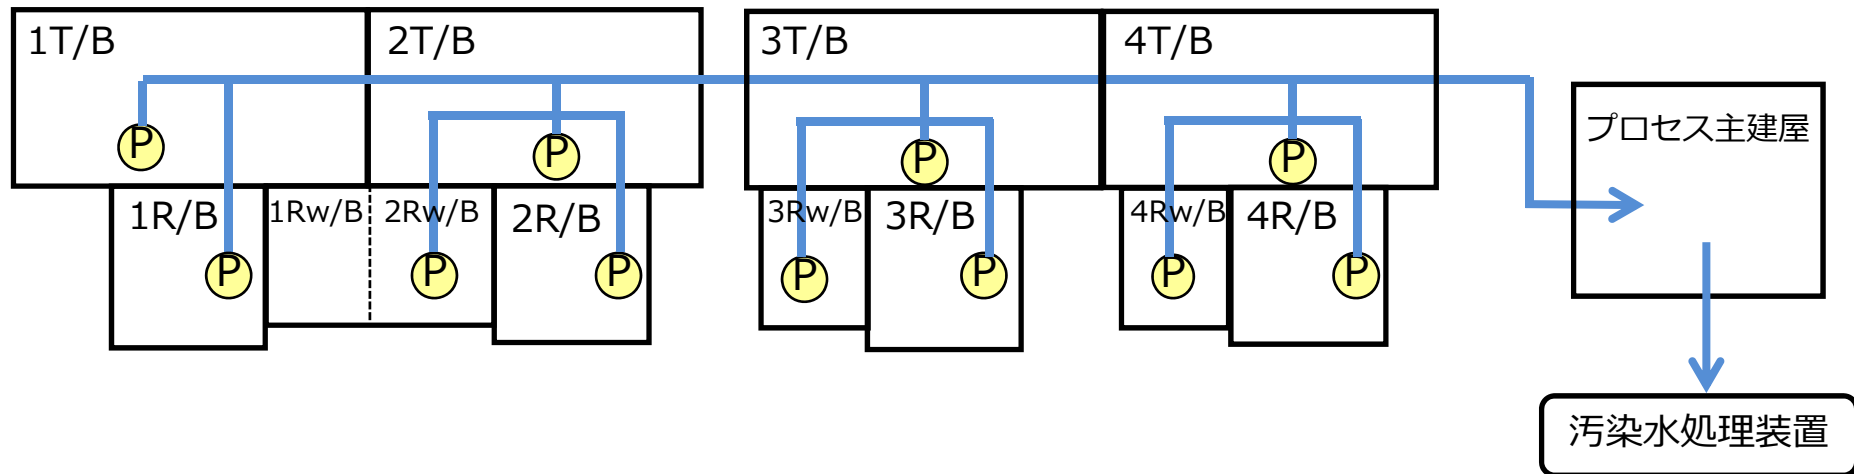 1T/B
2T/B
3T/B
4T/B
P
P
P
P
プロセス主建屋
1R/B
1Rw/B
2Rw/B
2R/B
3Rw/B
3R/B
4Rw/B
4R/B
P
P
P
P
P
P
P
汚染水処理装置